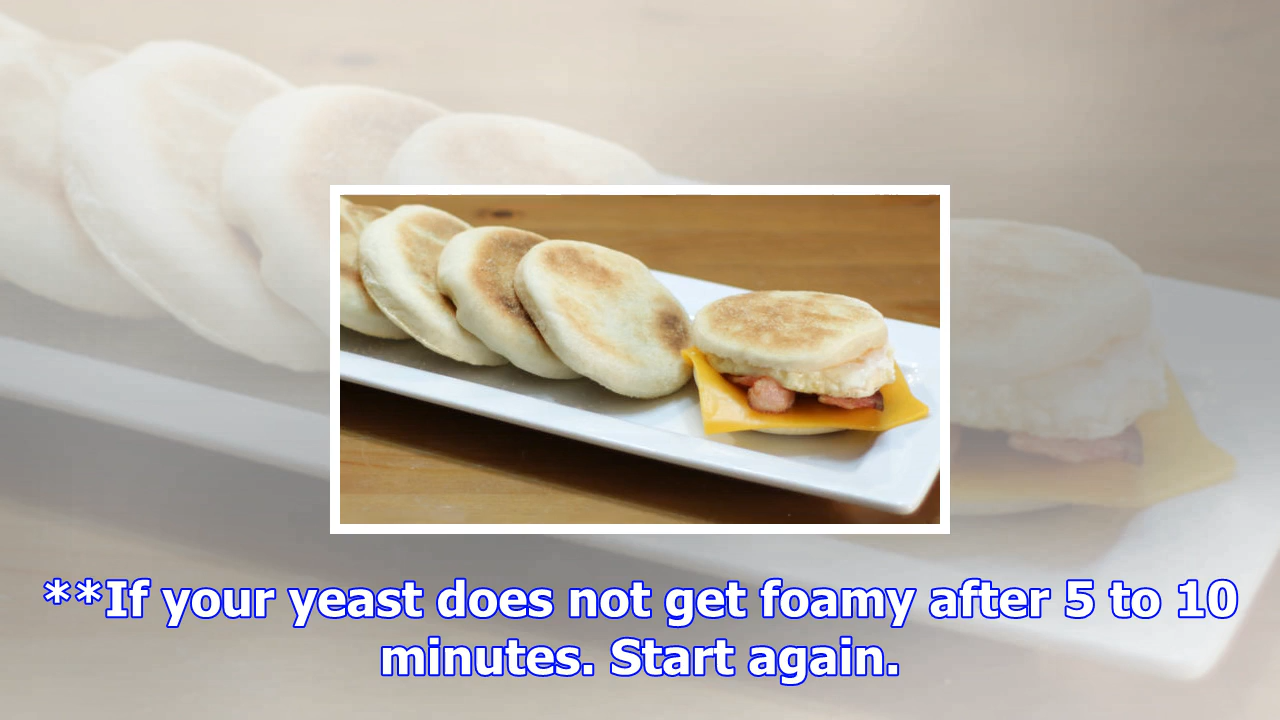 **If your yeast does not get foamy after 5 to 10
minutes. Start again.